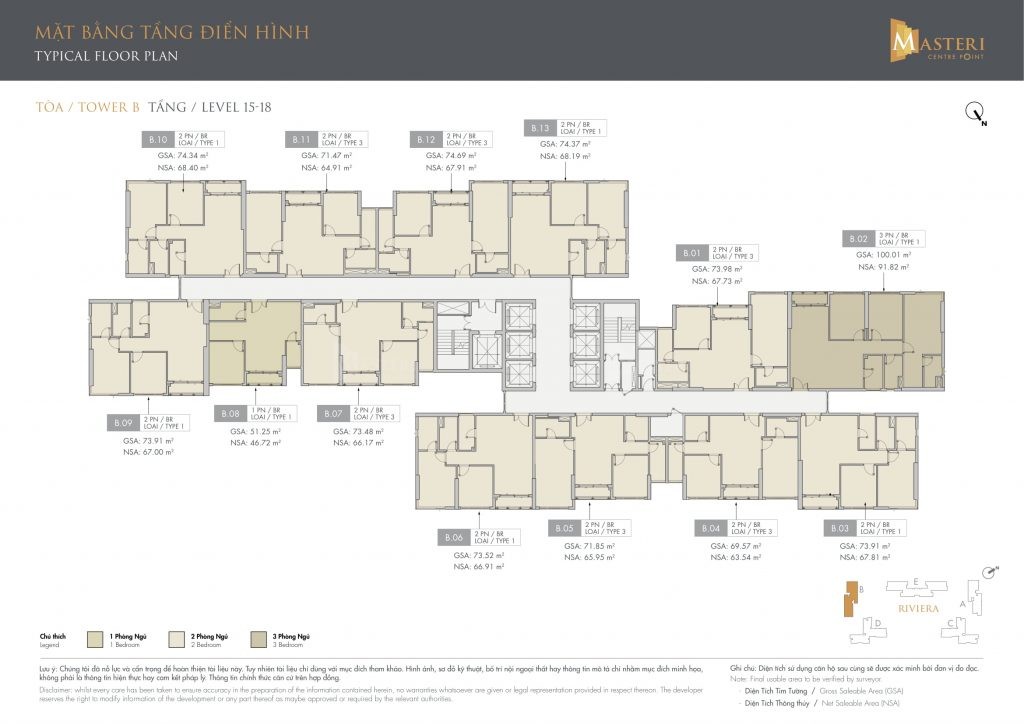 MẶT BẰNG TẦNG ĐIỂN HÌNH
TYPICAL FLOOR PLAN
MASTERI
CENTRE POINT
TÒA / TOWER B TẦNG / LEVEL 15-18
N
B.10 2 PN / BR
LOẠI / TYPE 1
GSA: 74.34 m²
NSA: 68.40 m²
B.11 2 PN / BR
LOẠI / TYPE 3
GSA: 71.47 m²
NSA: 64.91 m²
B.12 2 PN / BR
LOẠI / TYPE 3
GSA: 74.69 m²
NSA: 67.91 m²
B.13 2 PN / BR
LOẠI / TYPE 1
GSA: 74.37 m²
NSA: 68.19 m²
B.01 2 PN / BR
LOẠI / TYPE 3
GSA: 73.98 m²
NSA: 67.73 m²
B.02 3 PN / BR
LOẠI / TYPE 1
GSA: 100.01 m²
NSA: 91.82 m²
B.09 2 PN / BR
LOẠI / TYPE 1
GSA: 73.91 m²
NSA: 67.00 m²
B.08 1 PN / BR
LOẠI / TYPE 1
GSA: 51.25 m²
NSA: 46.72 m²
B.07 2 PN / BR
LOẠI / TYPE 3
GSA: 73.48 m²
NSA: 66.17 m²
B.06 2 PN / BR
LOẠI / TYPE 1
GSA: 73.52 m²
NSA: 66.91 m²
B.05 2 PN / BR
LOẠI / TYPE 3
GSA: 71.85 m²
NSA: 65.95 m²
B.04 2 PN / BR
LOẠI / TYPE 3
GSA: 69.57 m²
NSA: 63.54 m²
B.03 2 PN / BR
LOẠI / TYPE 1
GSA: 73.91 m²
NSA: 67.81 m²
N
B
E
A
RIVIERA
D
C
Chú thích
Legend
1 Phòng Ngủ
1 Bedroom
2 Phòng Ngủ
2 Bedroom
3 Phòng Ngủ
3 Bedroom
Lưu ý: Chúng tôi đã nỗ lực và cẩn trọng để hoàn thiện tài liệu này. Tuy nhiên tài liệu chỉ dùng với mục đích tham khảo. Hình ảnh, sơ đồ kỹ thuật, bố trí nội ngoại thất hay thông tin mô tả chỉ nhằm mục đích minh họa,
không phải là thông tin hiện thực hay cam kết pháp lý. Thông tin chính thức căn cứ trên hợp đồng.
Disclaimer: whilst every care has been taken to ensure accuracy in the preparation of the information contained herein, no warranties whatsoever are given or legal representation provided in respect thereon. The developer
reserves the right to modify information of the development or any part thereof as maybe approved or required by the relevant authorities.
Ghi chú: Diện tích sử dụng căn hộ sau cùng sẽ được xác minh bởi đơn vị đo đạc.
Note: Final usable area to be verified by surveyor.
· Diện Tích Tim Tường / Gross Saleable Area (GSA)
· Diện Tích Thông thủy / Net Saleable Area (NSA)